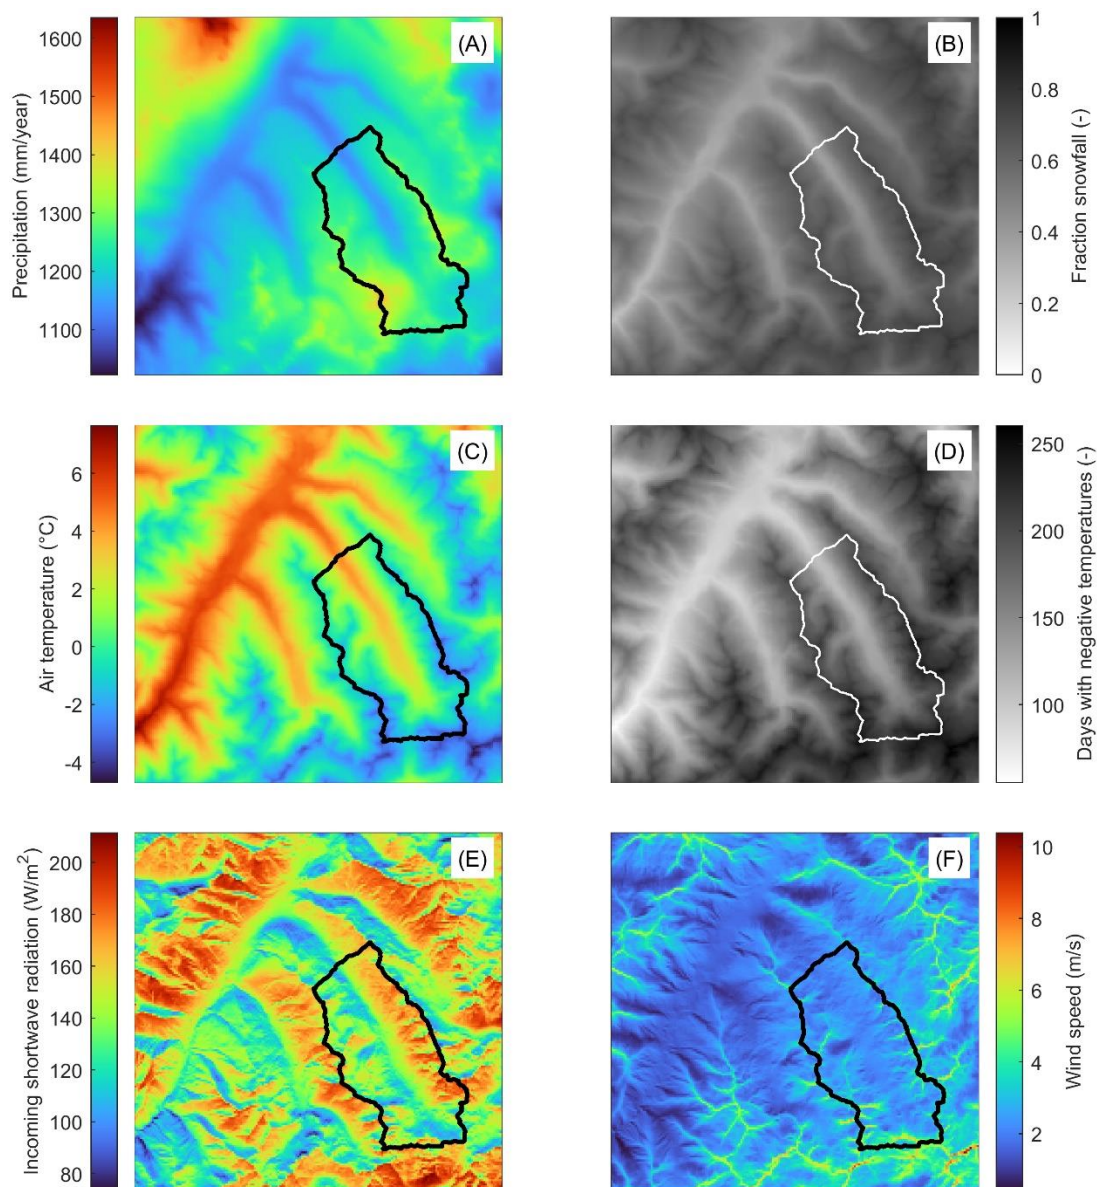 Precipitation (mm/year)
1600
1500
1400
1300
1200
1100
(A)
(B)
1
0.8
0.6
0.4
0.2
0
Fraction snowfall (-)
Air temperature (°C)
6
4
2
0
-2
-4
(C)
(D)
250
200
150
100
Days with negative temperatures (-)
Incoming shortwave radiation (W/m²)
200
180
160
140
120
100
80
(E)
(F)
10
8
6
4
2
Wind speed (m/s)